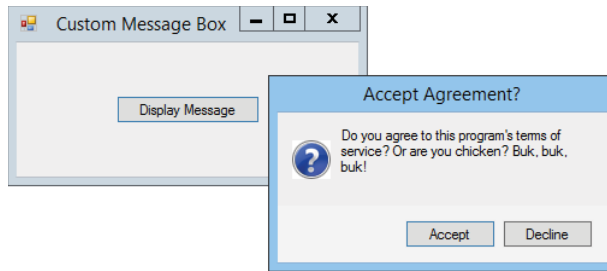 Custom Message Box
Display Message
Accept Agreement?
Do you agree to this program's terms of
service? Or are you chicken? Buk, buk,
buk!
Accept Decline